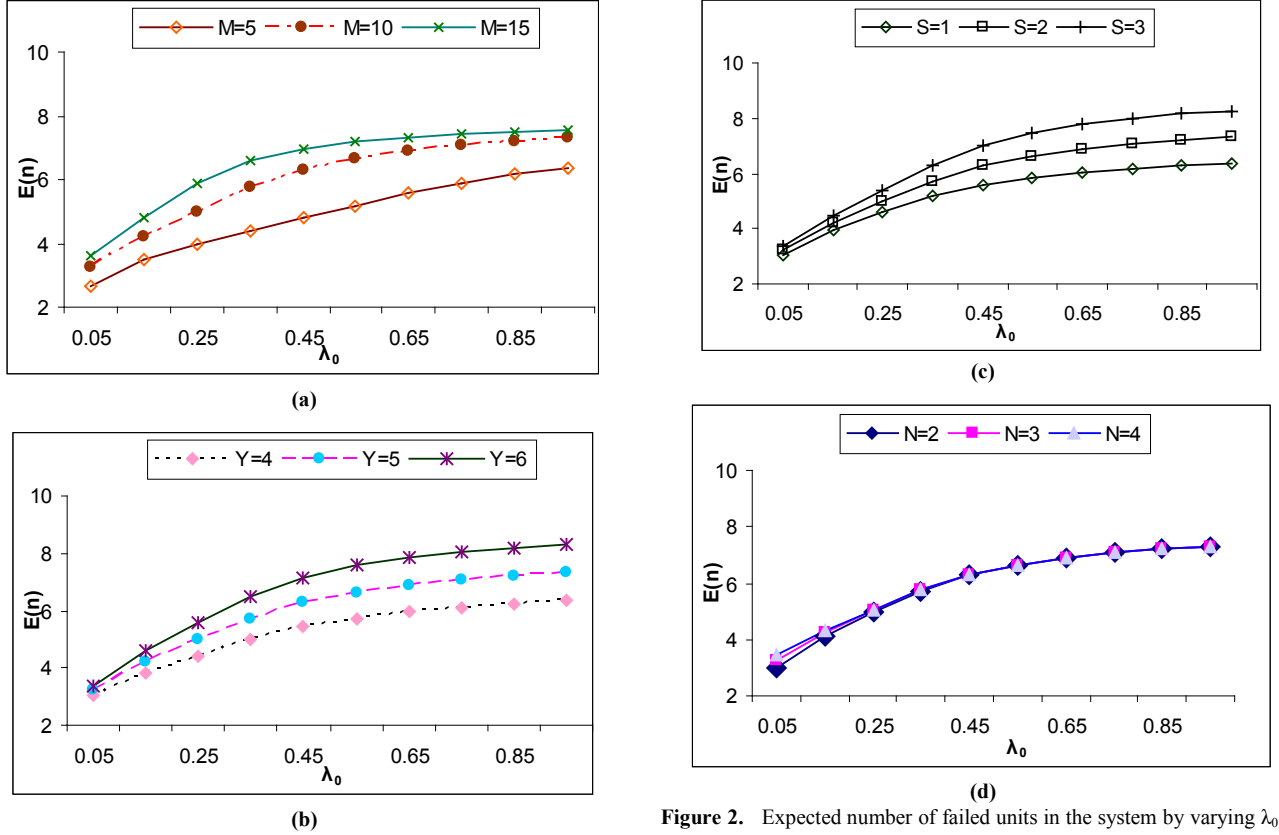 M=5 M=10 M=15
10
8
6
4
2
E(n)
0.05 0.25 0.45 0.65 0.85
λ₀
(a)
Y=4 Y=5 Y=6
10
8
6
4
2
E(n)
0.05 0.25 0.45 0.65 0.85
λ₀
(b)
S=1 S=2 S=3
10
8
6
4
2
E(n)
0.05 0.25 0.45 0.65 0.85
λ₀
(c)
N=2 N=3 N=4
10
8
6
4
2
E(n)
0.05 0.25 0.45 0.65 0.85
λ₀
(d)
Figure 2. Expected number of failed units in the system by varying λ₀